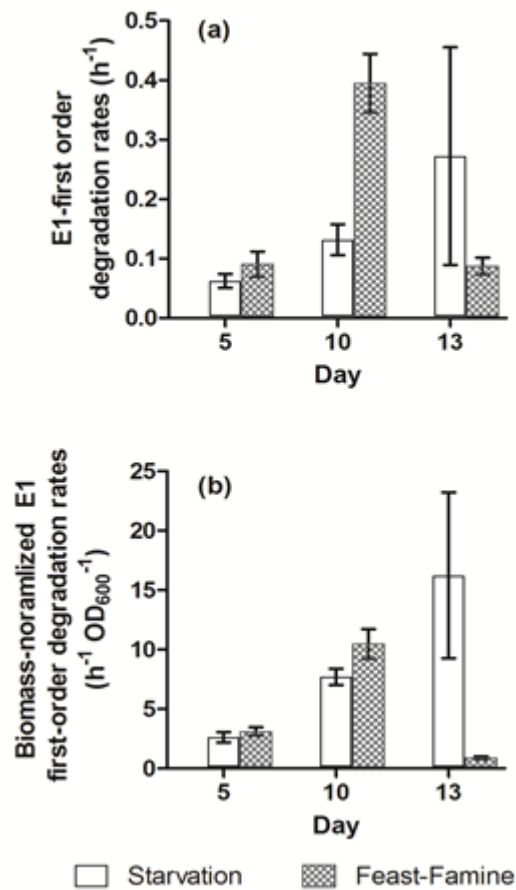 (a)
E1-first order
degradation rates (h⁻¹)
0.5
0.4
0.3
0.2
0.1
0.0
5 10 13
Day
(b)
Biomass-noramlized E1
first-order degradation rates
(h⁻¹ OD₆₀₀⁻¹)
25
20
15
10
5
0
5 10 13
Day
Starvation Feast-Famine